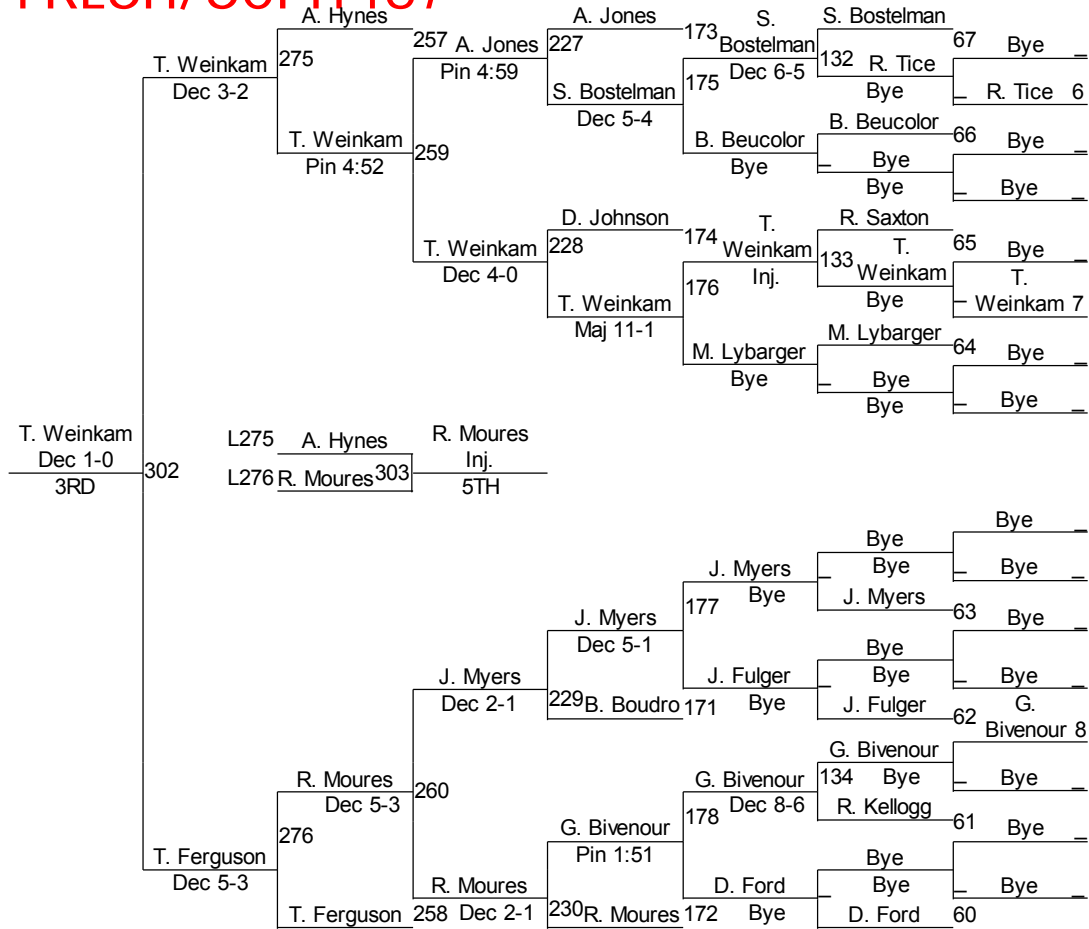 FRESH/SOPH 137
A. Hynes
A. Jones
S.
S. Bostelman
257
173
67
275
A. Jones
227
Bostelman
132
R. Tice
Bye _
T. Weinkam
Pin 4:59
Dec 6-5
Bye
Dec 3-2
S. Bostelman
175
_ R. Tice 6
Dec 5-4
B. Beucolor
T. Weinkam
259
B. Beucolor
66
Bye _
Pin 4:52
Bye
_ Bye
Bye
_ Bye _
D. Johnson
T.
R. Saxton
174
65
T. Weinkam
228
Weinkam
133
T.
Bye _
Dec 4-0
Inj.
Weinkam
T.
176
Bye
_ Weinkam 7
T. Weinkam
Maj 11-1
M. Lybarger
M. Lybarger
64
Bye _
Bye
_ Bye
Bye
_ Bye _
T. Weinkam
L275 A. Hynes
R. Moures
Dec 1-0
302
303
Inj.
3RD
L276 R. Moures
5TH
Bye
Bye
J. Myers
_ Bye
_ Bye _
177
Bye
J. Myers
63
Bye _
J. Myers
Dec 5-1
Bye
J. Myers
J. Fulger
_ Bye
_ Bye _
Dec 2-1
229
B. Boudro
171
Bye
J. Fulger
62
G.
Bivenour 8
G. Bivenour
R. Moures
260
G. Bivenour
134
Bye
_ Bye _
Dec 5-3
Dec 8-6
R. Kellogg
178
61
Bye _
276
G. Bivenour
T. Ferguson
Pin 1:51
Bye
Dec 5-3
R. Moures
D. Ford
_ Bye
_ Bye _
T. Ferguson
258
Dec 2-1
230
R. Moures
172
Bye
D. Ford
60